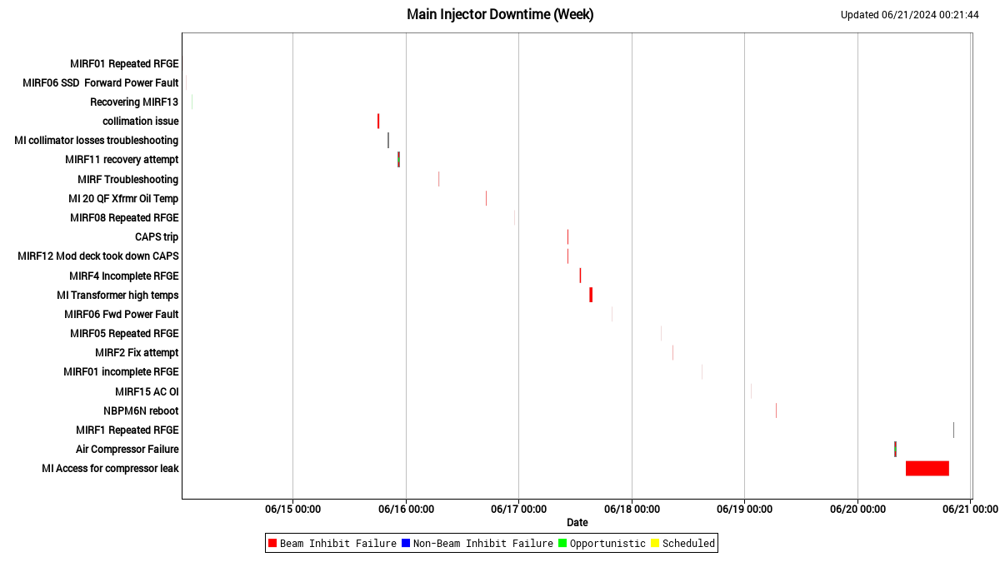 Main Injector Downtime (Week)
Updated 06/21/2024 00:21:44
MIRF01 Repeated RFGE
MIRF06 SSD  Forward Power Fault
Recovering MIRF13
collimation issue
MI collimator losses troubleshooting
MIRF11 recovery attempt
MIRF Troubleshooting
MI 20 QF Xfrmr Oil Temp
MIRF08 Repeated RFGE
CAPS trip
MIRF12 Mod deck took down CAPS
MIRF4 Incomplete RFGE
MI Transformer high temps
MIRF06 Fwd Power Fault
MIRF05 Repeated RFGE
MIRF2 Fix attempt
MIRF01 incomplete RFGE
MIRF15 AC OI
NBPM6N reboot
MIRF1 Repeated RFGE
Air Compressor Failure
MI Access for compressor leak
06/15 00:00 06/16 00:00 06/17 00:00 06/18 00:00 06/19 00:00 06/20 00:00 06/21 00:00
Date
Beam Inhibit Failure Non-Beam Inhibit Failure Opportunistic Scheduled